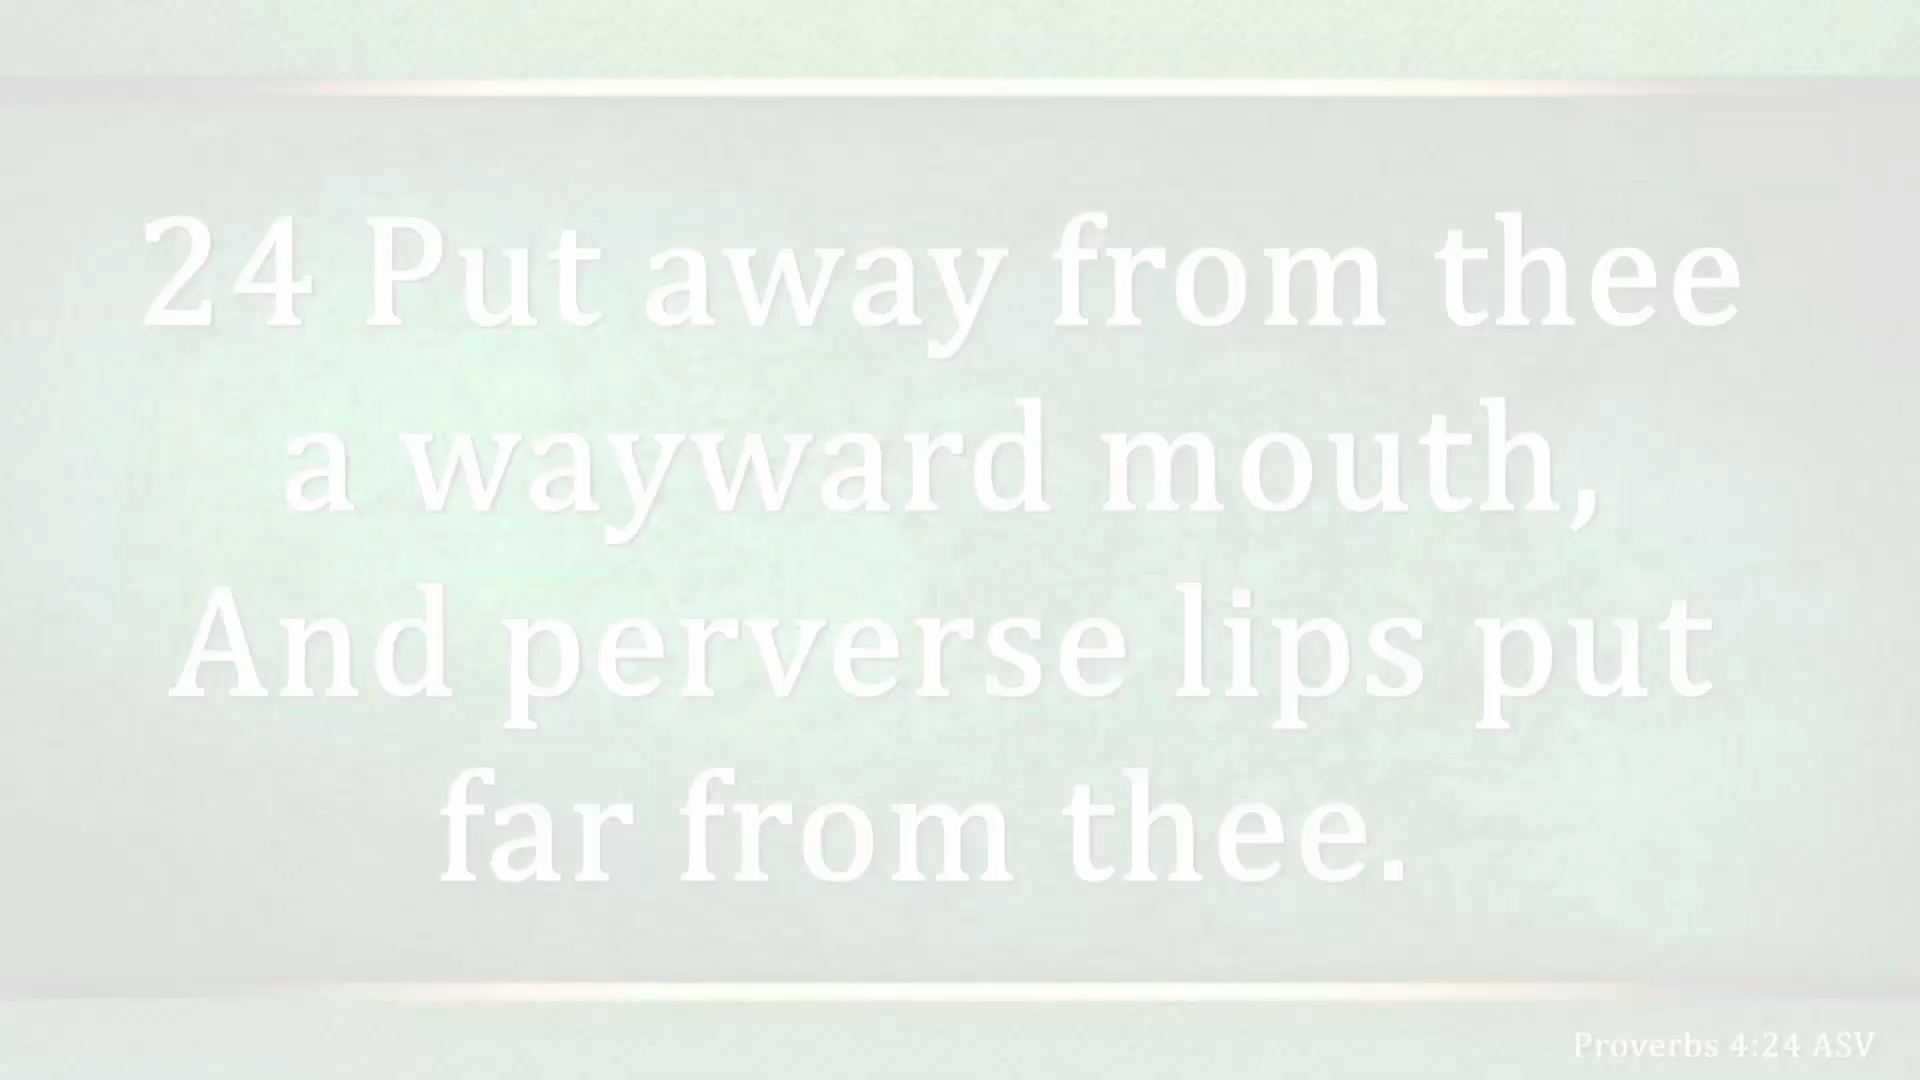 24 Put away from thee
a wayward mouth,
And perverse lips put
far from thee.
Proverbs 4:24 ASV